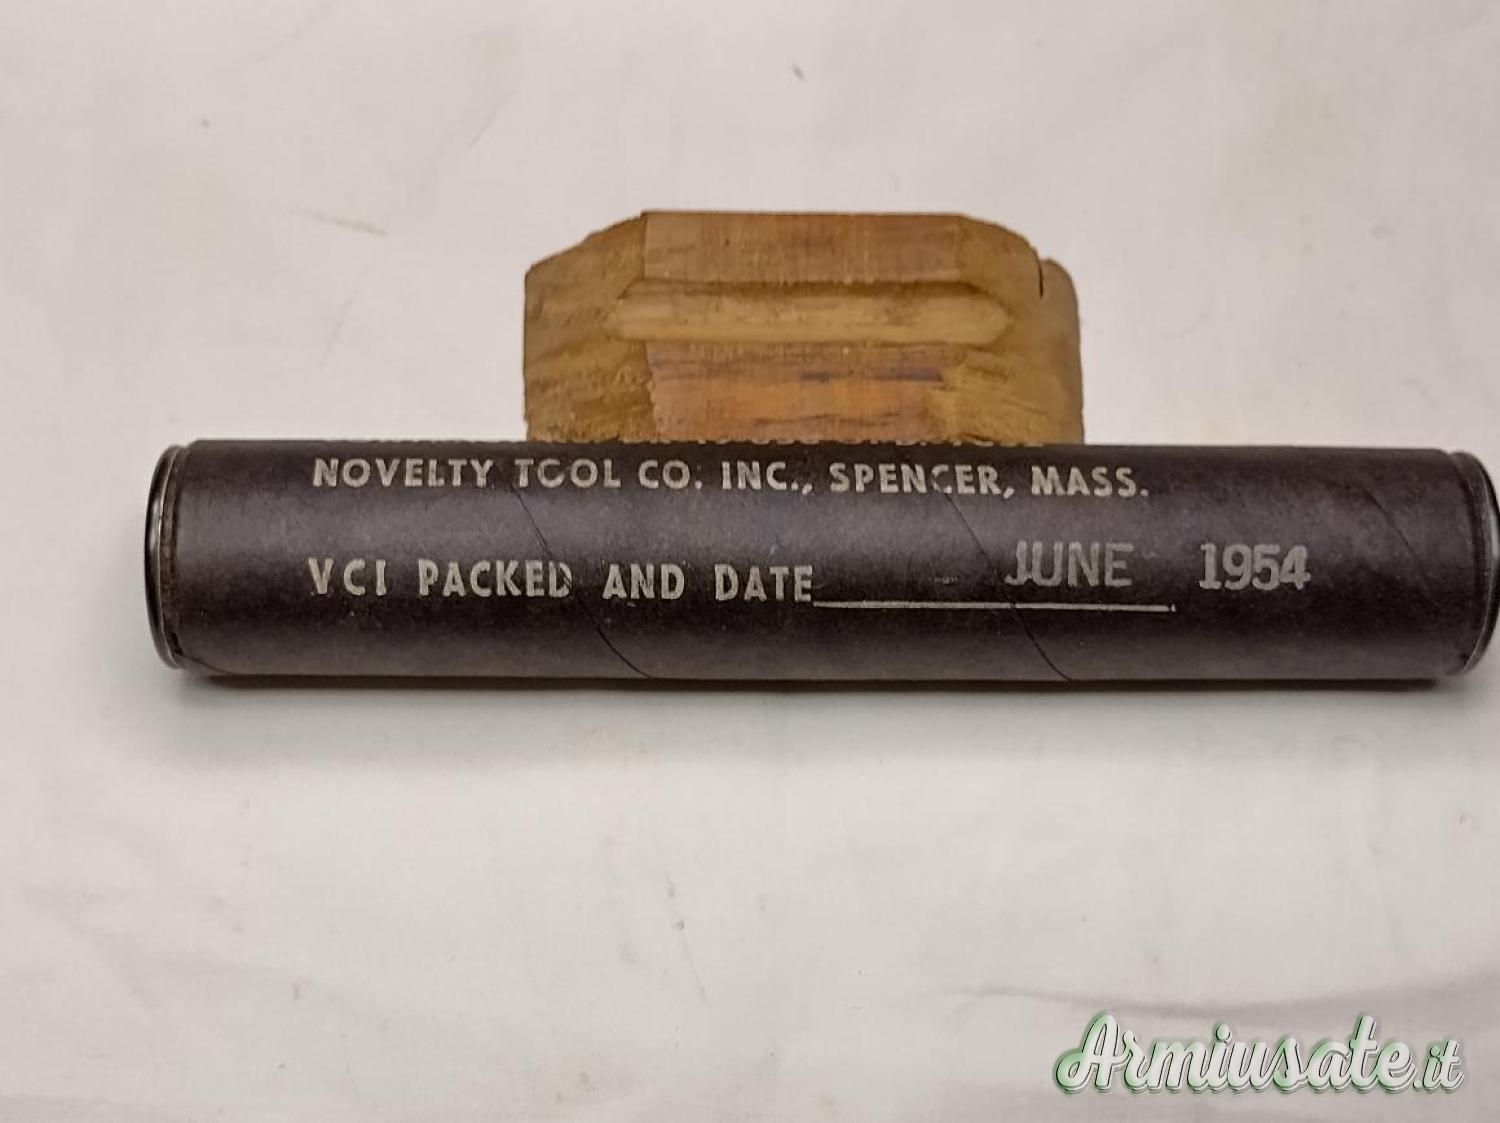 NOVELTY TOOL CO. INC., SPENCER, MASS.
VCI PACKED AND DATE JUNE 1954
Armiusate.it